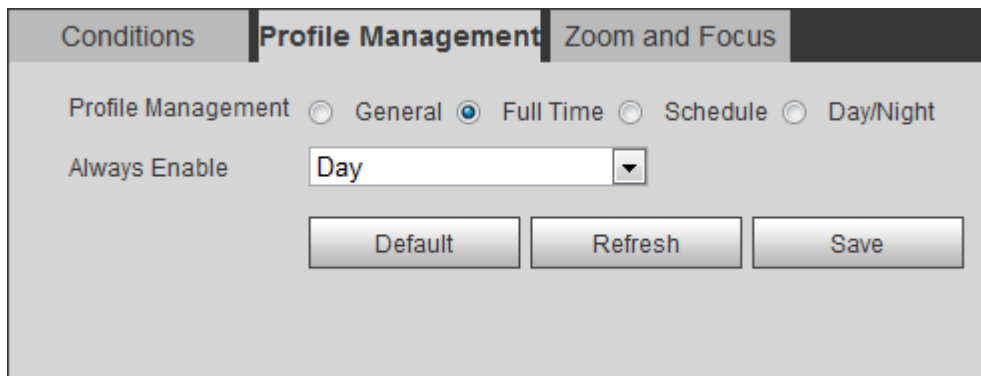 Conditions Profile Management Zoom and Focus
Profile Management General Full Time Schedule Day/Night
Always Enable Day
Default Refresh Save